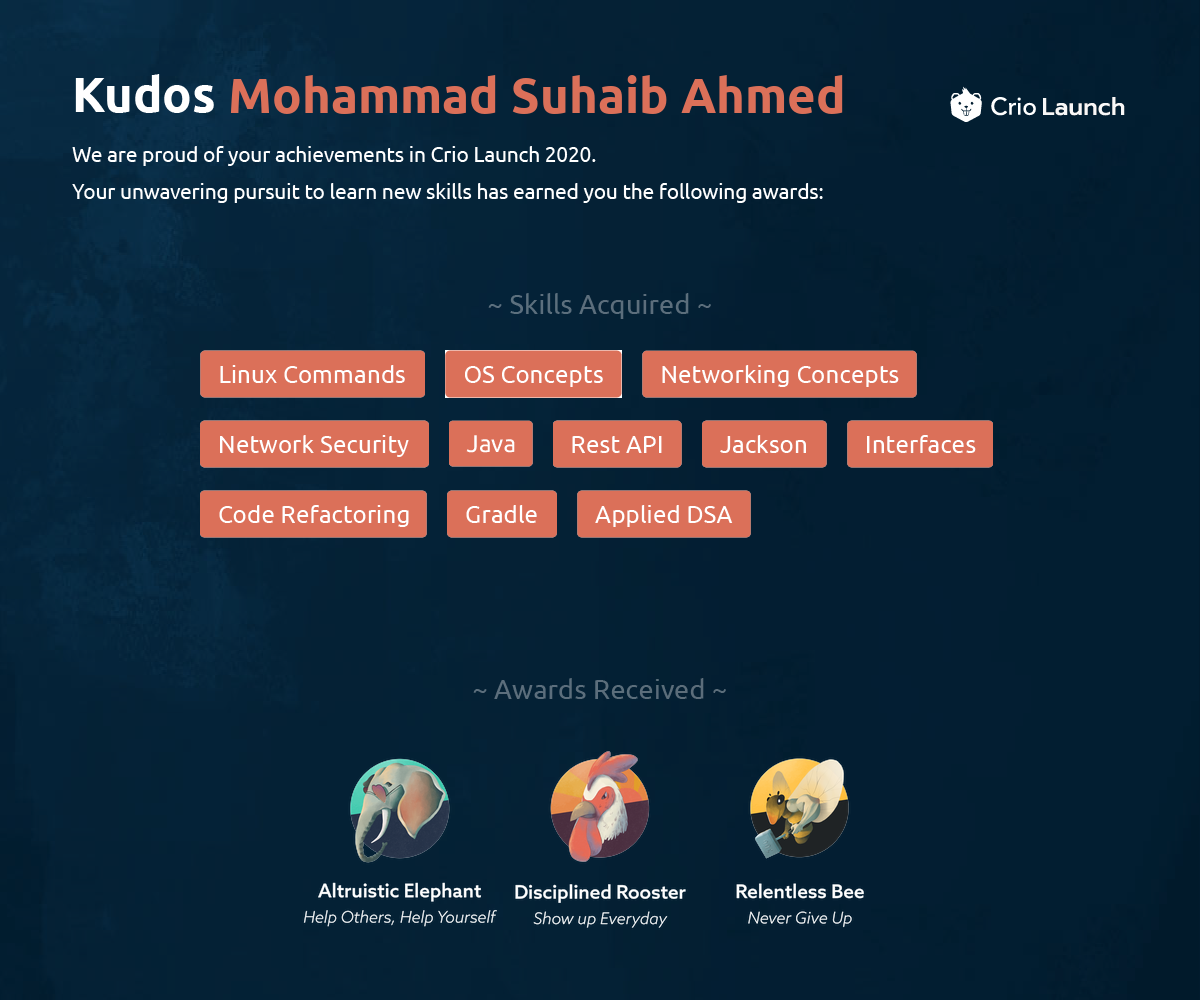 Kudos Mohammad Suhaib Ahmed
Crio Launch
We are proud of your achievements in Crio Launch 2020.
Your unwavering pursuit to learn new skills has earned you the following awards:
~ Skills Acquired ~
Linux Commands OS Concepts Networking Concepts
Network Security Java Rest API Jackson Interfaces
Code Refactoring Gradle Applied DSA
~ Awards Received ~
Altruistic Elephant Disciplined Rooster Relentless Bee
Help Others, Help Yourself Show up Everyday Never Give Up